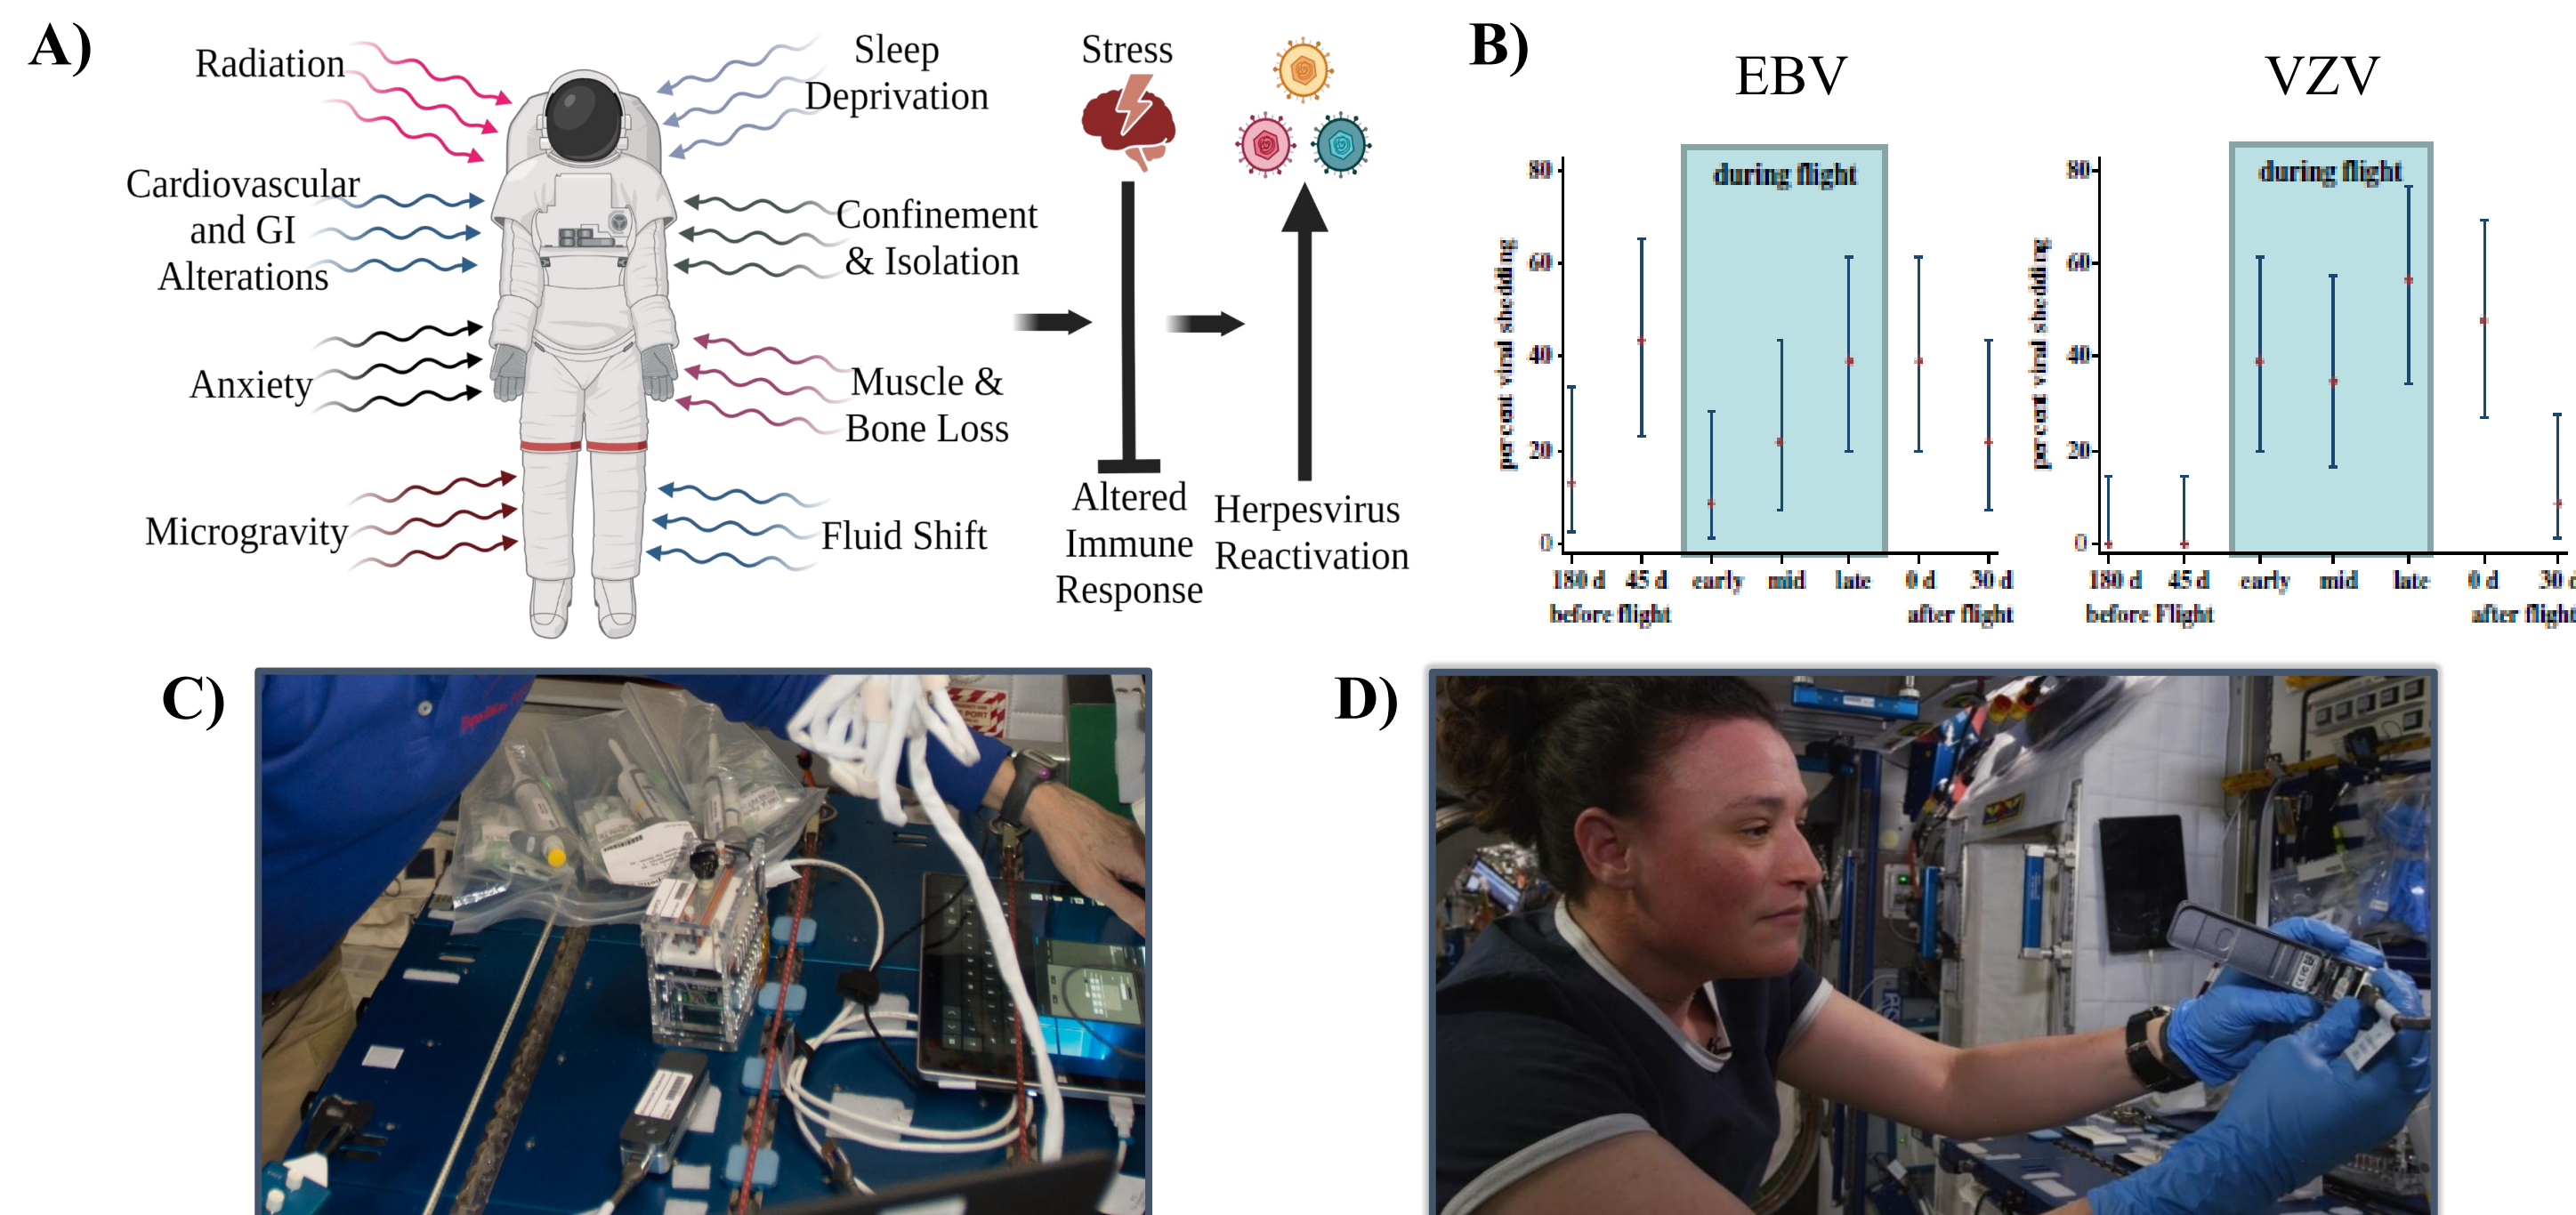 A)
Radiation
Sleep
Deprivation
Cardiovascular
and GI
Alterations
Confinement
& Isolation
Anxiety
Muscle &
Bone Loss
Microgravity
Fluid Shift
Stress
Altered
Immune
Response
Herpesvirus
Reactivation
B)
EBV
during flight
percent viral shedding
80
60
40
20
0
180 d
45 d
early
mid
late
0 d
30 d
before flight
after flight
VZV
during flight
percent viral shedding
80
60
40
20
0
180 d
45 d
early
mid
late
0 d
30 d
before Flight
after flight
C)
D)